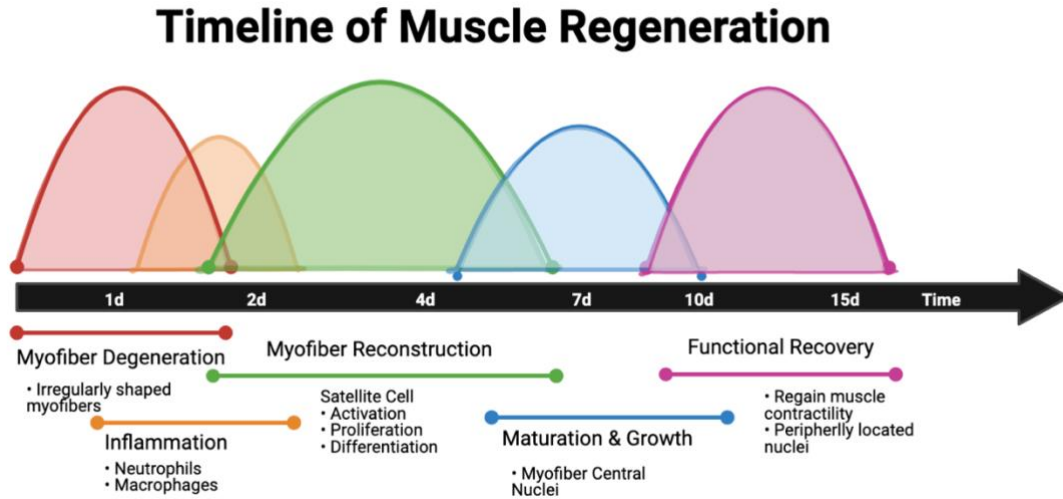 Timeline of Muscle Regeneration
1d 2d 4d 7d 10d 15d Time
Myofiber Degeneration
• Irregularly shaped
myofibers
Inflammation
• Neutrophils
• Macrophages
Myofiber Reconstruction
Satellite Cell
• Activation
• Proliferation
• Differentiation
Maturation & Growth
• Myofiber Central
Nuclei
Functional Recovery
• Regain muscle
contractility
• Peripherlly located
nuclei